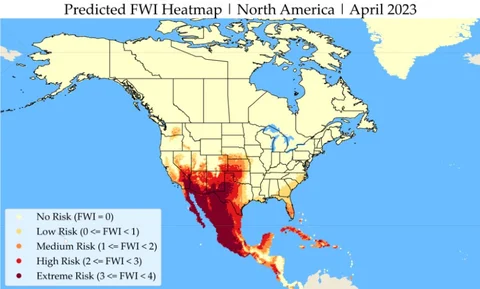 Predicted FWI Heatmap | North America | April 2023
No Risk (FWI = 0)
Low Risk (0 <= FWI < 1)
Medium Risk (1 <= FWI < 2)
High Risk (2 <= FWI < 3)
Extreme Risk (3 <= FWI < 4)